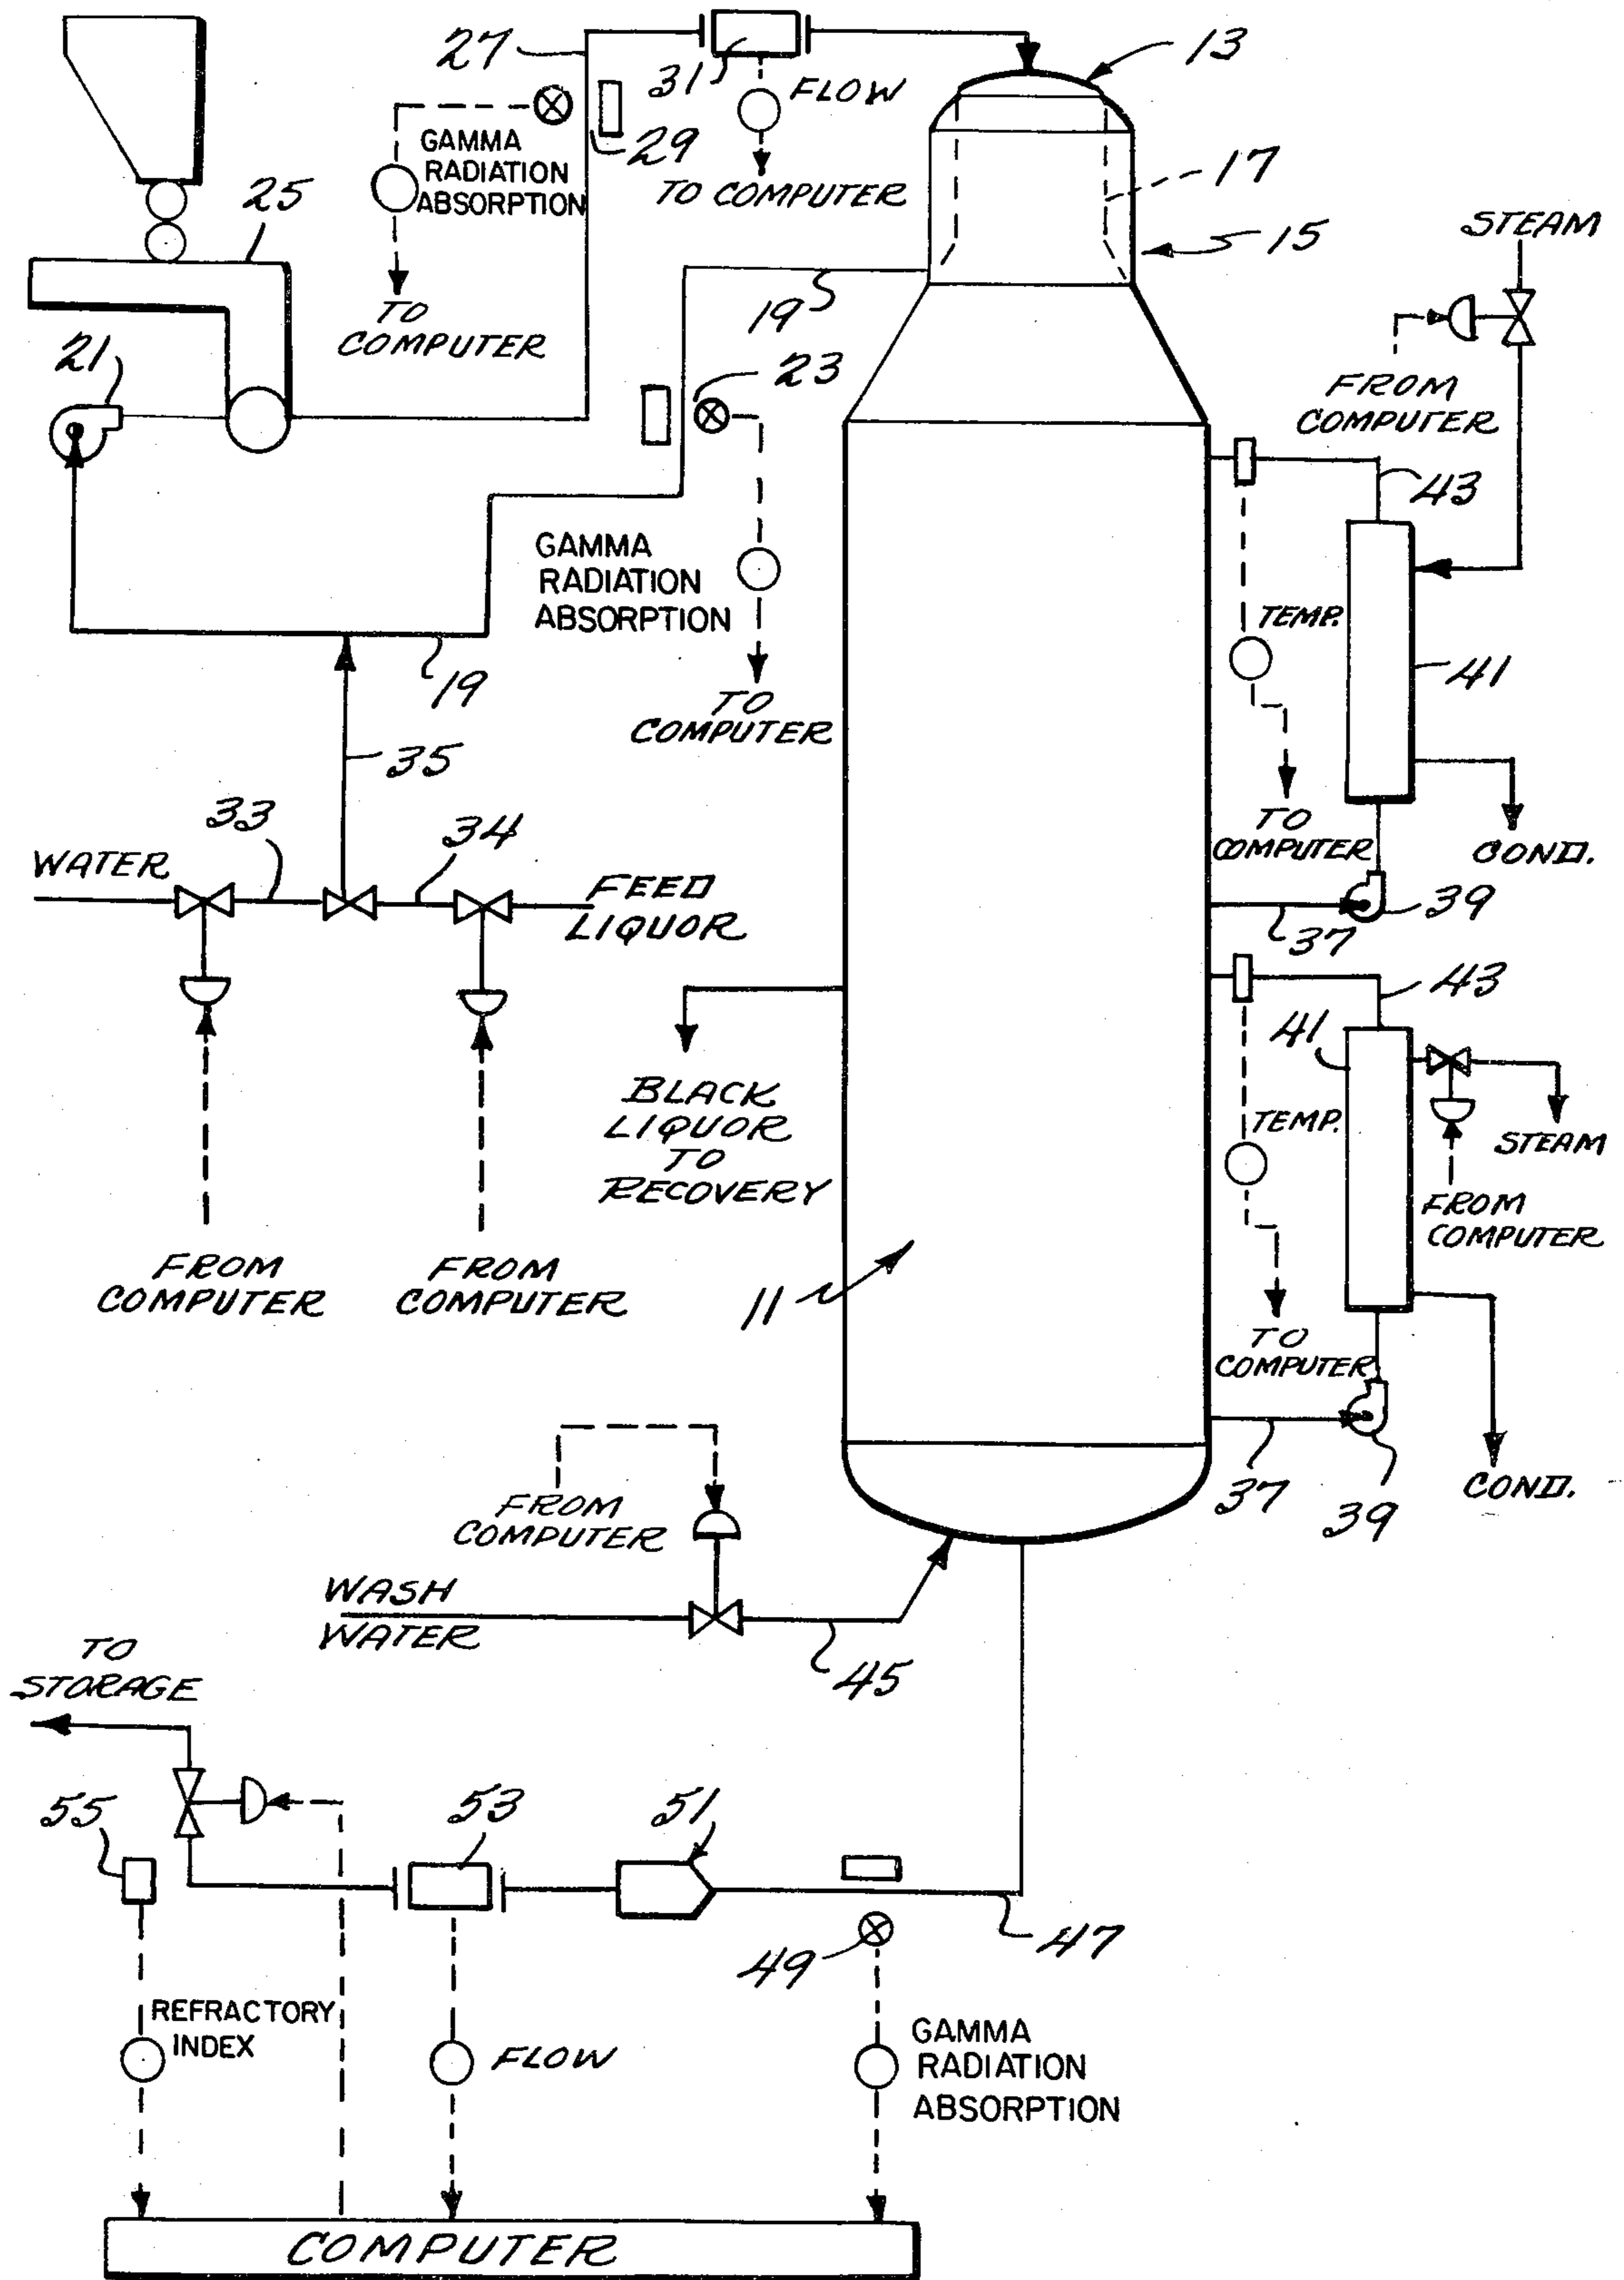 27
31
FLOW
13
GAMMA
RADIATION
ABSORPTION
29
TO COMPUTER
17
25
15
STEAM
TO
COMPUTER
19
21
23
FROM
COMPUTER
43
GAMMA
RADIATION
ABSORPTION
TEMP.
41
19
TO
COMPUTER
35
33
34
TO
COMPUTER
COND.
WATER
FEED
LIQUOR
39
37
43
41
BLACK
LIQUOR
TO
RECOVERY
TEMP.
STEAM
FROM
COMPUTER
FROM
COMPUTER
FROM
COMPUTER
11
TO
COMPUTER
37
39
COND.
FROM
COMPUTER
WASH
WATER
45
TO
STORAGE
55
53
51
49
47
REFRACTORY
INDEX
FLOW
GAMMA
RADIATION
ABSORPTION
COMPUTER